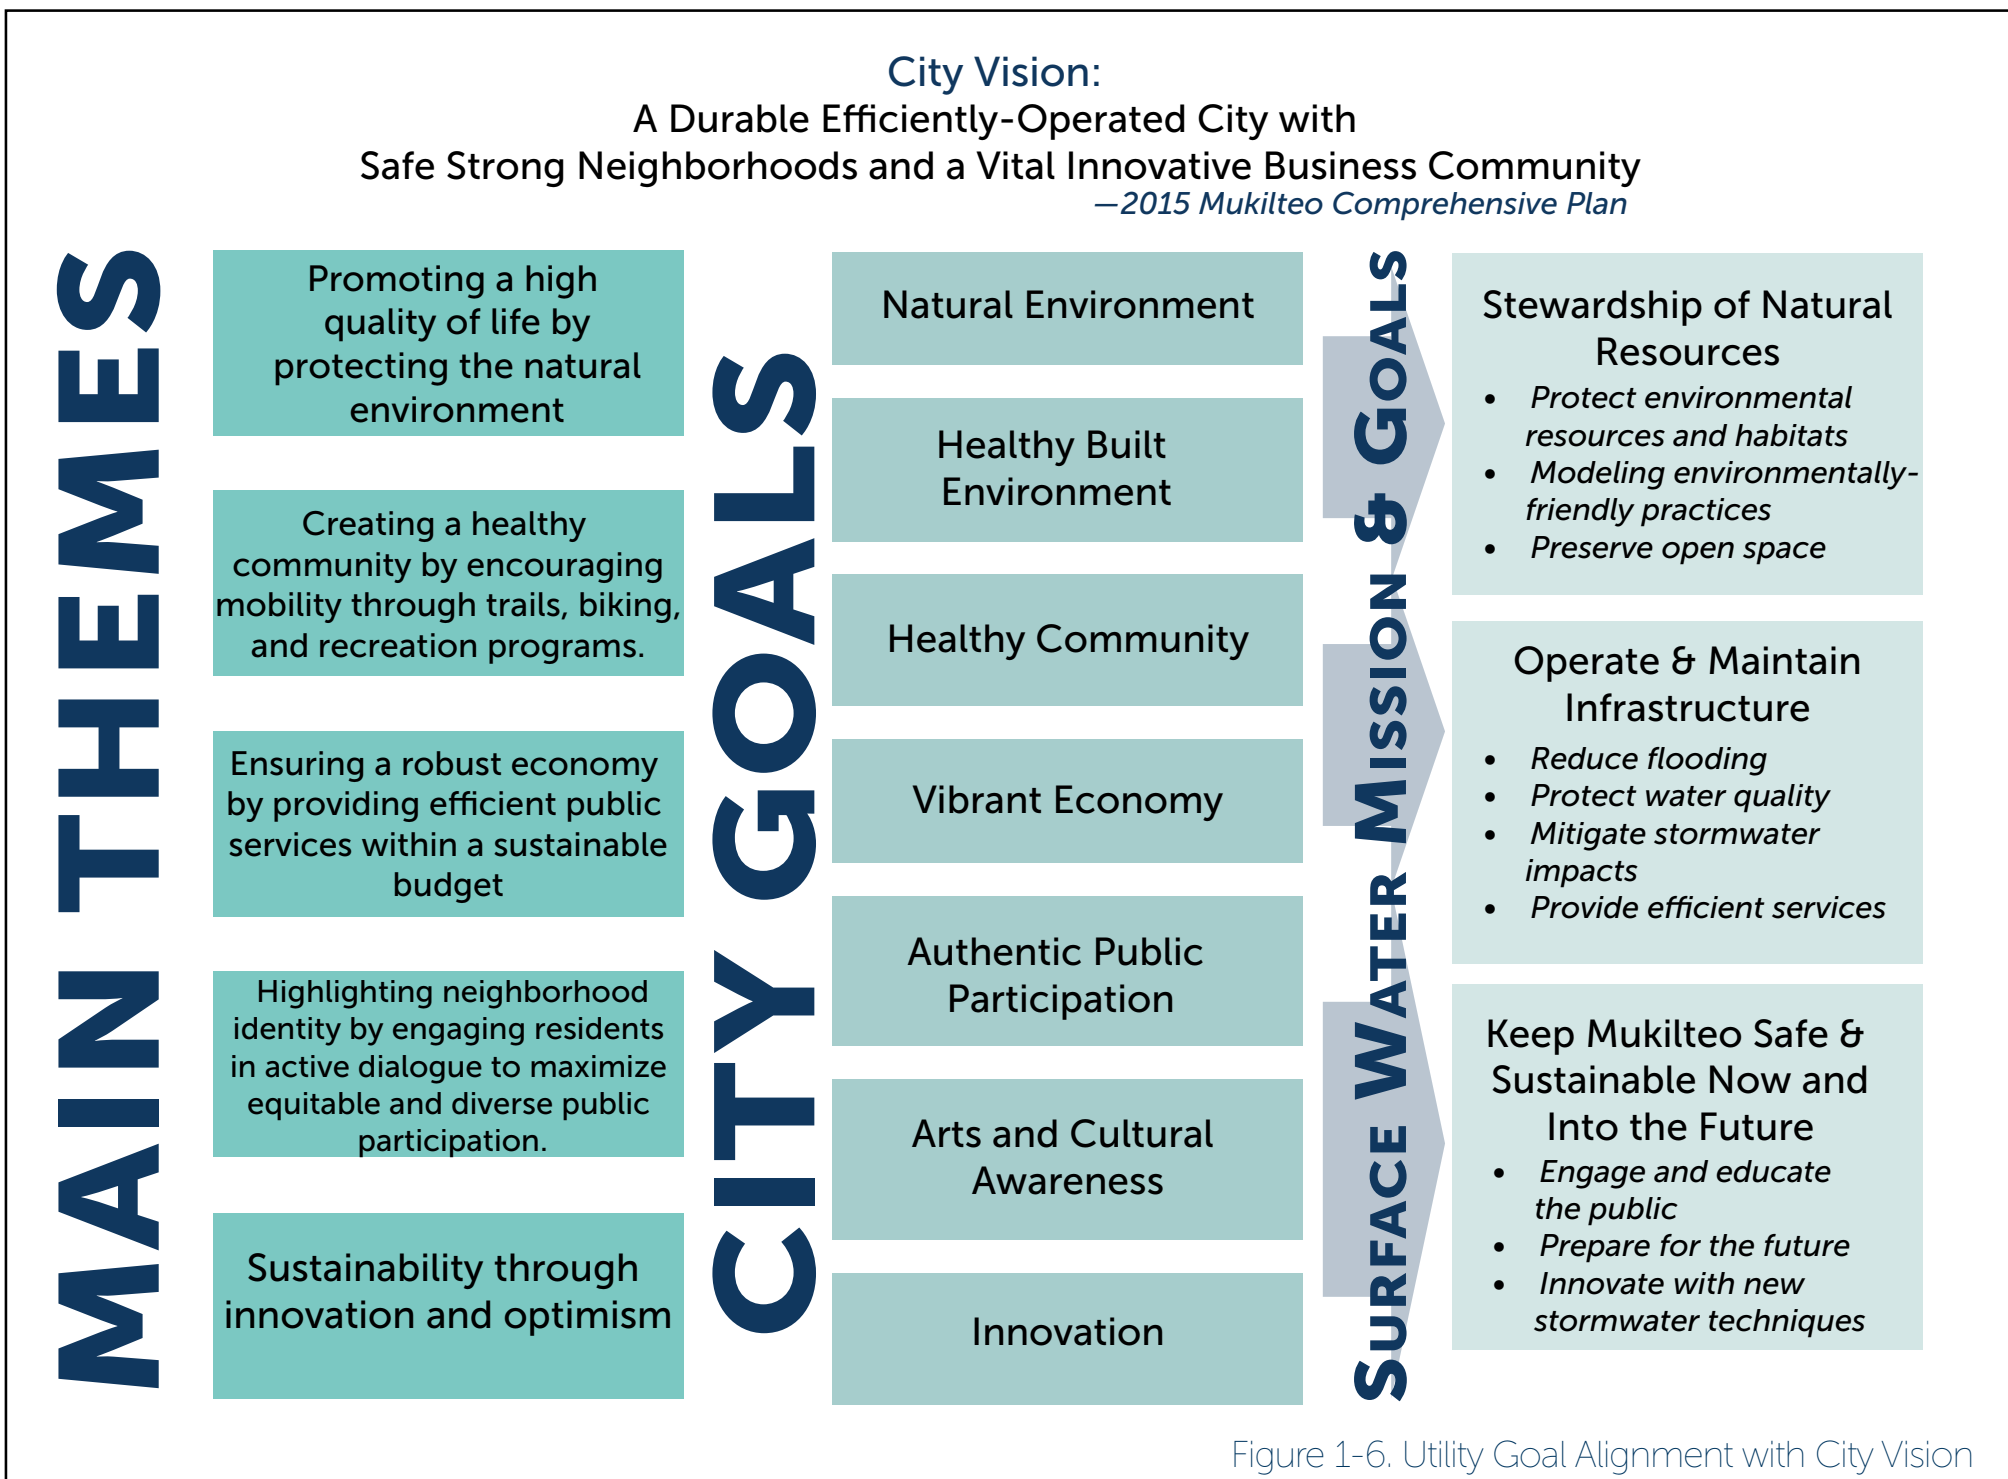 City Vision:
A Durable Efficiently-Operated City with
Safe Strong Neighborhoods and a Vital Innovative Business Community
—2015 Mukilteo Comprehensive Plan
MAIN THEMES
Promoting a high
quality of life by
protecting the natural
environment
Creating a healthy
community by encouraging
mobility through trails, biking,
and recreation programs.
Ensuring a robust economy
by providing efficient public
services within a sustainable
budget
Highlighting neighborhood
identity by engaging residents
in active dialogue to maximize
equitable and diverse public
participation.
Sustainability through
innovation and optimism
CITY GOALS
Natural Environment
Healthy Built
Environment
Healthy Community
Vibrant Economy
Authentic Public
Participation
Arts and Cultural
Awareness
Innovation
SURFACE WATER MISSION & GOALS
Stewardship of Natural
Resources
• Protect environmental
resources and habitats
• Modeling environmentally-
friendly practices
• Preserve open space
Operate & Maintain
Infrastructure
• Reduce flooding
• Protect water quality
• Mitigate stormwater
impacts
• Provide efficient services
Keep Mukilteo Safe &
Sustainable Now and
Into the Future
• Engage and educate
the public
• Prepare for the future
• Innovate with new
stormwater techniques
Figure 1-6. Utility Goal Alignment with City Vision